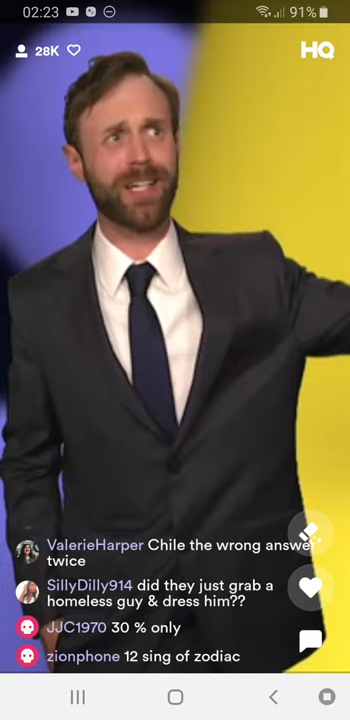 02:23 91%
28K HQ
ValerieHarper Chile the wrong answer
twice
SillyDilly914 did they just grab a
homeless guy & dress him??
JJC1970 30 % only
zionphone 12 sing of zodiac